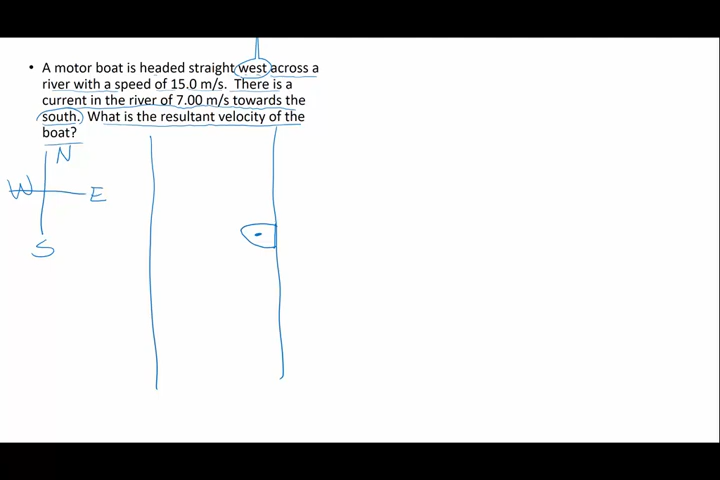 • A motor boat is headed straight west across a
river with a speed of 15.0 m/s. There is a
current in the river of 7.00 m/s towards the
south. What is the resultant velocity of the
boat?
N
W E
S